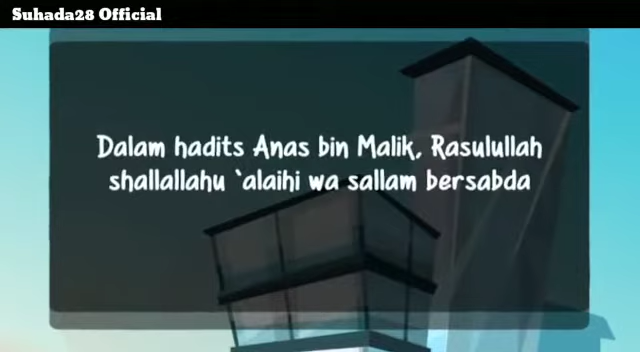 Suhada28 Official
Dalam hadits Anas bin Malik, Rasulullah
shallallahu `alaihi wa sallam bersabda